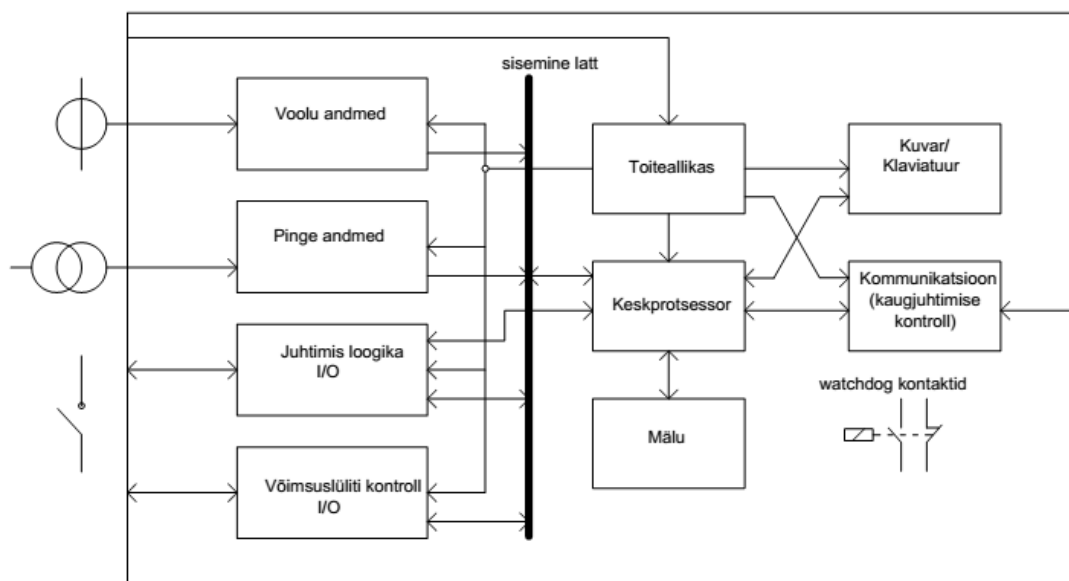 sisemine latt
Voolu andmed
Toiteallikas
Kuvar/
Klaviatuur
Pinge andmed
Keskprotsessor
Kommunikatsioon
(kaugjuhtimise
kontroll)
Juhtimis loogika
I/O
watchdog kontaktid
Mälu
Võimsuslüliti kontroll
I/O